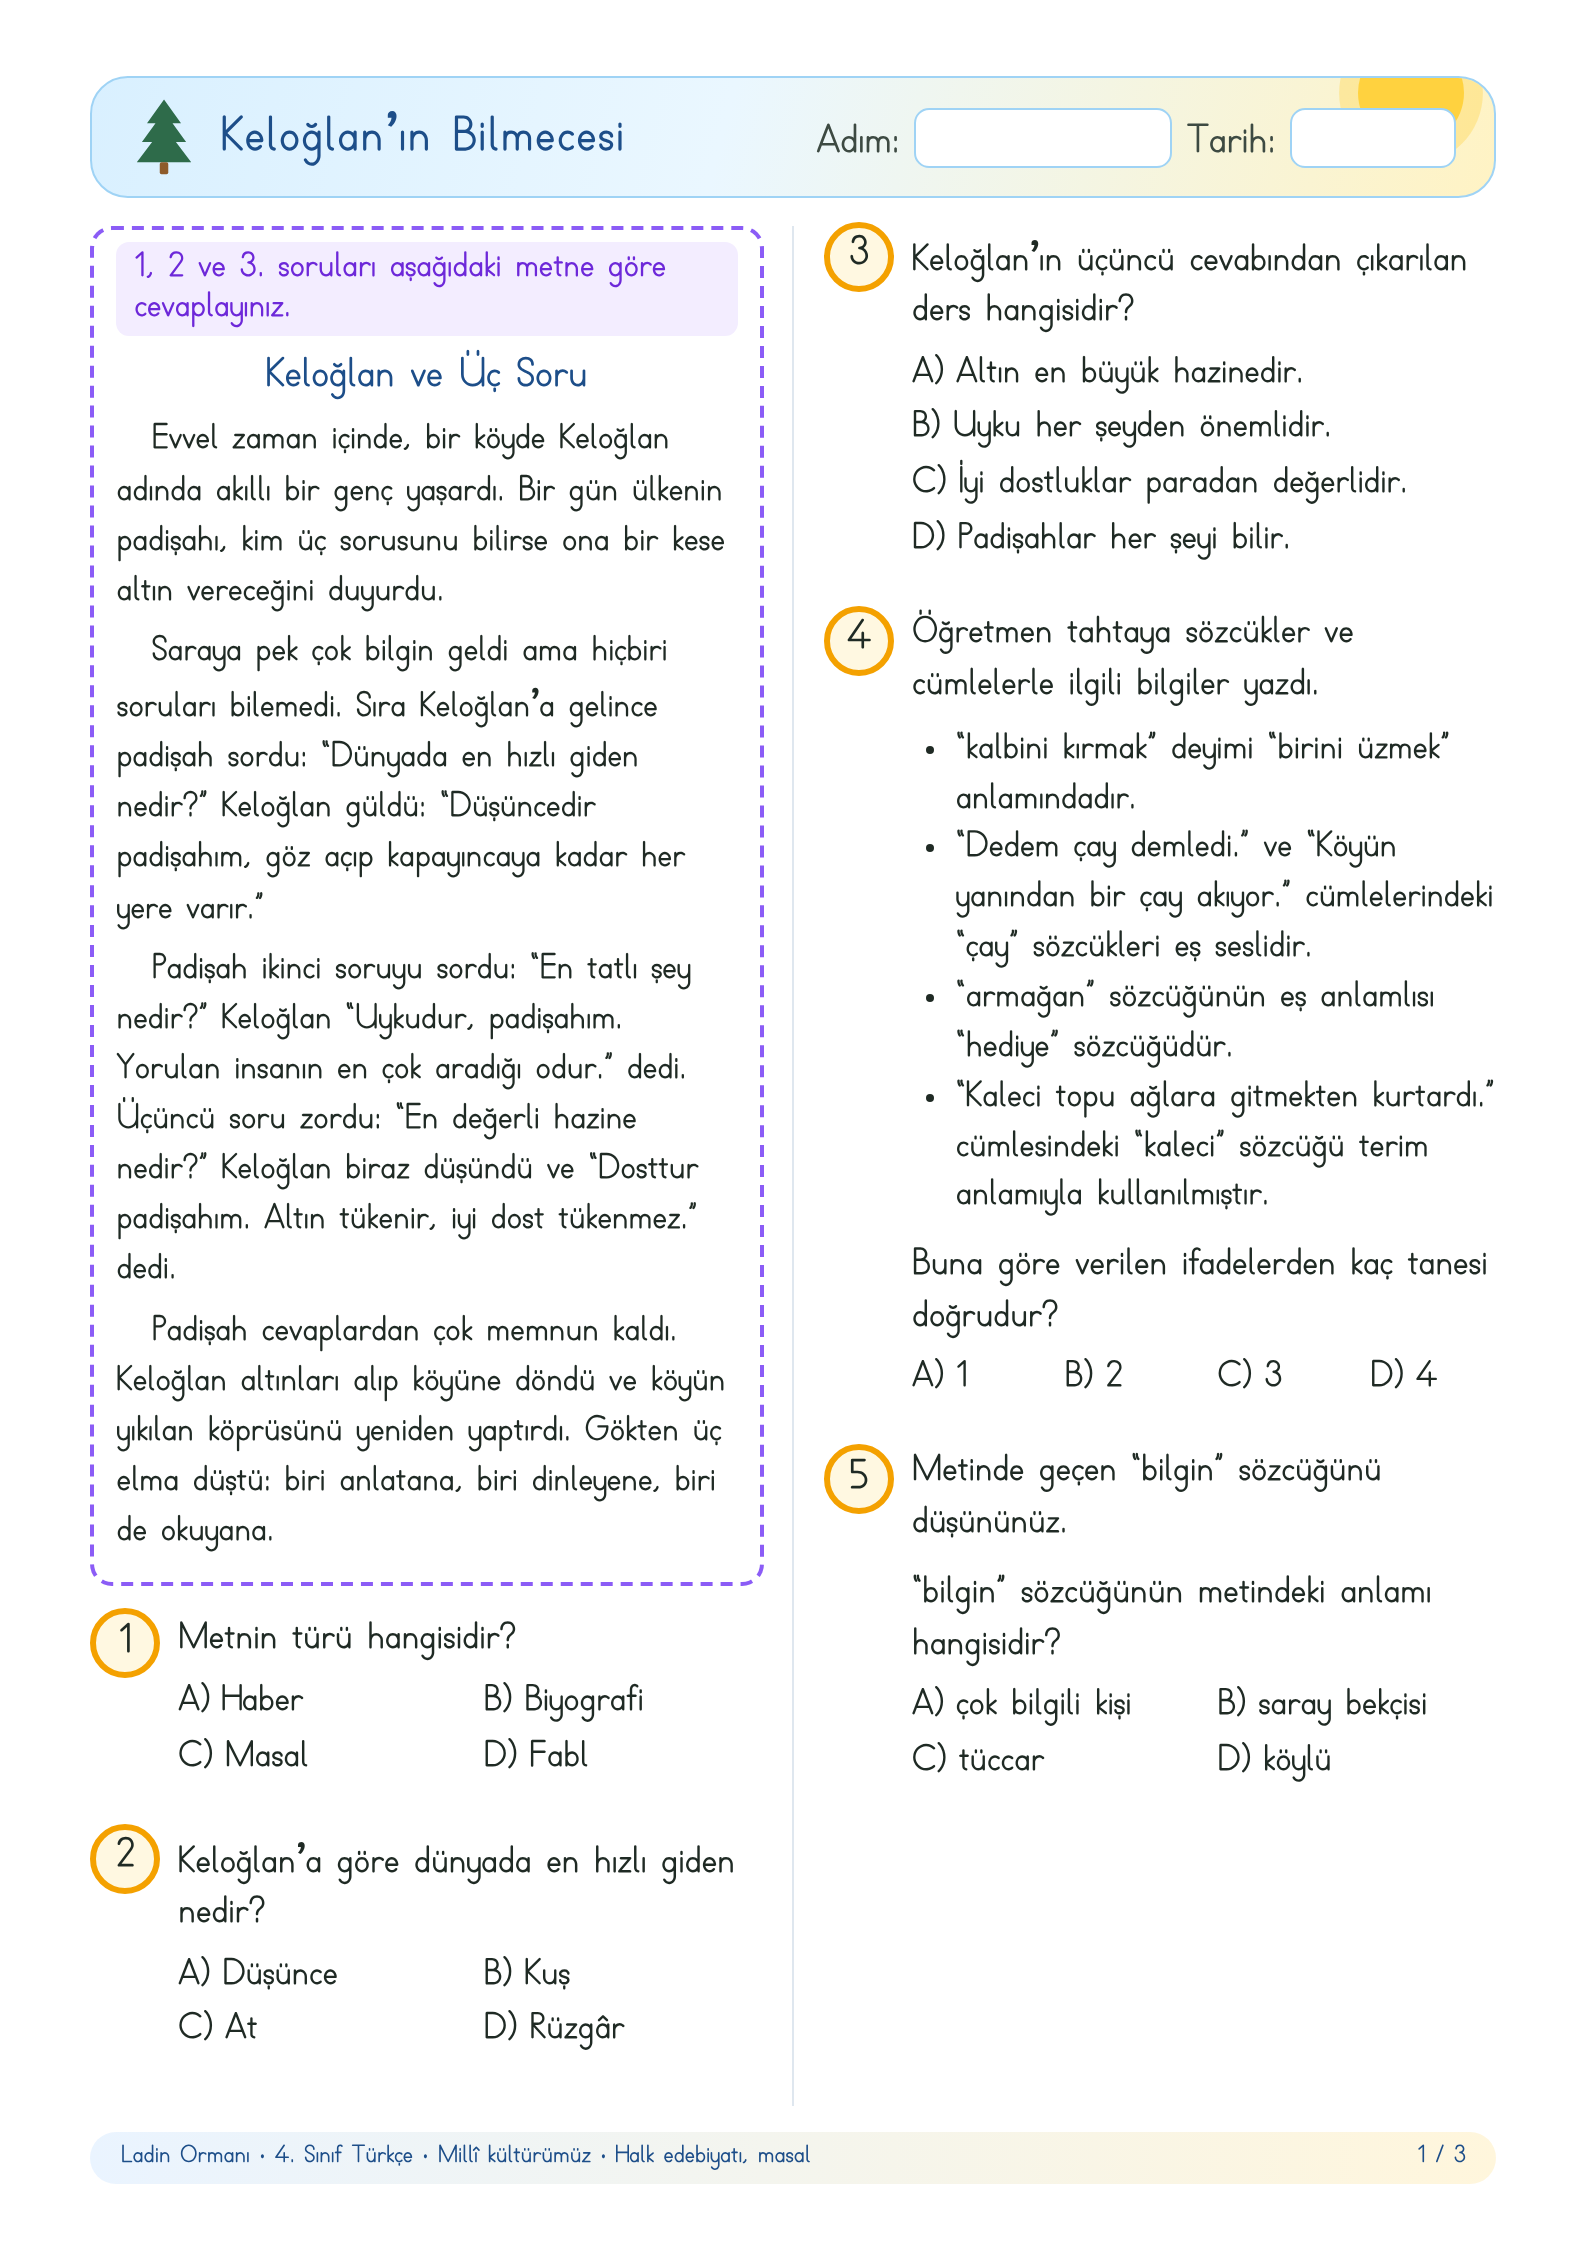 Keloğlan'ın Bilmecesi
Adım:
Tarih:
1, 2 ve 3. soruları aşağıdaki metne göre
cevaplayınız.
Keloğlan ve Üç Soru
Evvel zaman içinde, bir köyde Keloğlan
adında akıllı bir genç yaşardı. Bir gün ülkenin
padişahı, kim üç sorusunu bilirse ona bir kese
altın vereceğini duyurdu.
Saraya pek çok bilgin geldi ama hiçbiri
soruları bilemedi. Sıra Keloğlan'a gelince
padişah sordu: “Dünyada en hızlı giden
nedir?” Keloğlan güldü: “Düşüncedir
padişahım, göz açıp kapayıncaya kadar her
yere varır.”
Padişah ikinci soruyu sordu: “En tatlı şey
nedir?” Keloğlan “Uykudur, padişahım.
Yorulan insanın en çok aradığı odur.” dedi.
Üçüncü soru zordu: “En değerli hazine
nedir?” Keloğlan biraz düşündü ve “Dosttur
padişahım. Altın tükenir, iyi dost tükenmez.”
dedi.
Padişah cevaplardan çok memnun kaldı.
Keloğlan altınları alıp köyüne döndü ve köyün
yıkılan köprüsünü yeniden yaptırdı. Gökten üç
elma düştü: biri anlatana, biri dinleyene, biri
de okuyana.
1
Metnin türü hangisidir?
A) Haber B) Biyografi
C) Masal D) Fabl
2
Keloğlan'a göre dünyada en hızlı giden
nedir?
A) Düşünce B) Kuş
C) At D) Rüzgâr
3
Keloğlan'ın üçüncü cevabından çıkarılan
ders hangisidir?
A) Altın en büyük hazinedir.
B) Uyku her şeyden önemlidir.
C) İyi dostluklar paradan değerlidir.
D) Padişahlar her şeyi bilir.
4
Öğretmen tahtaya sözcükler ve
cümlelerle ilgili bilgiler yazdı.
• “kalbini kırmak” deyimi “birini üzmek”
anlamındadır.
• “Dedem çay demledi.” ve “Köyün
yanından bir çay akıyor.” cümlelerindeki
“çay” sözcükleri eş seslidir.
• “armağan” sözcüğünün eş anlamlısı
“hediye” sözcüğüdür.
• “Kaleci topu ağlara gitmekten kurtardı.”
cümlesindeki “kaleci” sözcüğü terim
anlamıyla kullanılmıştır.
Buna göre verilen ifadelerden kaç tanesi
doğrudur?
A) 1 B) 2 C) 3 D) 4
5
Metinde geçen “bilgin” sözcüğünü
düşününüz.
“bilgin” sözcüğünün metindeki anlamı
hangisidir?
A) çok bilgili kişi B) saray bekçisi
C) tüccar D) köylü
Ladin Ormanı • 4. Sınıf Türkçe • Millî kültürümüz • Halk edebiyatı, masal
1 / 3